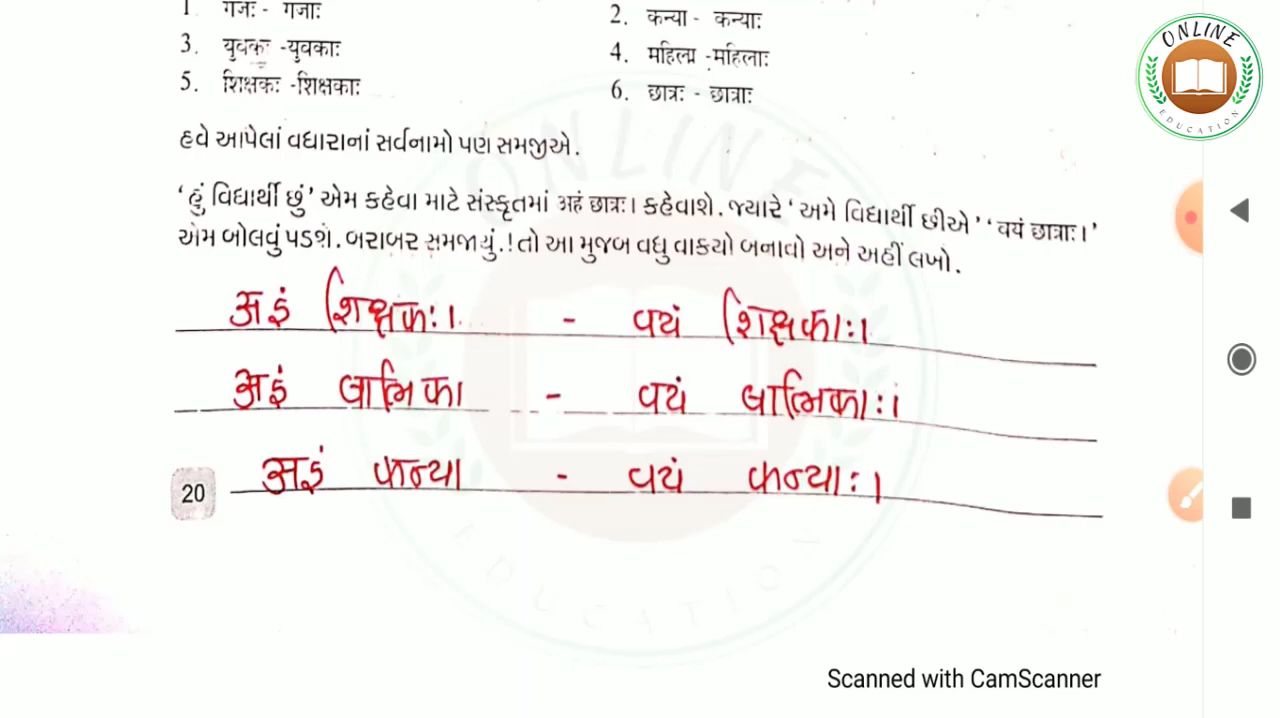 1. गजः - गजाः
2. कन्या - कन्याः
3. युवकः -युवकाः
4. महिला -महिलाः
5. शिक्षकः -शिक्षकाः
6. छात्रः - छात्राः
હવે આપેલાં વધારાનાં સર્વનામો પણ સમજીએ.
‘હું વિદ્યાર્થી છું’ એમ કહેવા માટે સંસ્કૃતમાં अहं छात्रः। કહેવાશે. જ્યારે ‘ અમે વિદ્યાર્થી છીએ’ ‘ वयं छात्राः।’
એમ બોલવું પડશે. બરાબર સમજાયું.! તો આ મુજબ વધુ વાક્યો બનાવો અને અહીં લખો.
अहं शिक्षकः। - वयं शिक्षकाः।
अहं बालिका - वयं बालिकाः।
अहं कन्या - वयं कन्याः।
20
ONLINE
EDUCATION
ONLINE
EDUCATION
Scanned with CamScanner